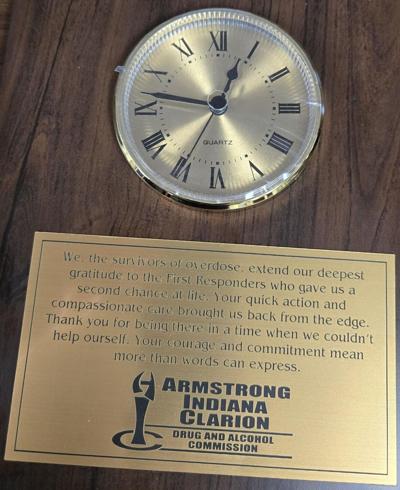 XII
I
II
III
IIII
V
VI
VII
VIII
IX
X
XI
QUARTZ
We, the survivors of overdose, extend our deepest
gratitude to the First Responders who gave us a
second chance at life. Your quick action and
compassionate care brought us back from the edge.
Thank you for being there in a time when we couldn't
help ourself. Your courage and commitment mean
more than words can express.
ARMSTRONG
INDIANA
CLARION
DRUG AND ALCOHOL
COMMISSION